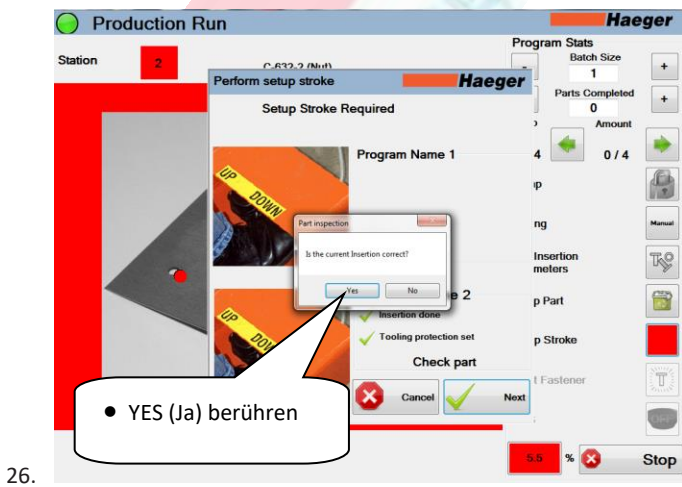 Production Run
Haeger
Program Stats
Station
2
C-632-2 (Nut)
Batch Size
-
1
+
Perform setup stroke
Haeger
Setup Stroke Required
Parts Completed
0
+
Amount
4
0 / 4
Program Name 1
UP DOWN
Manual
Part inspection
Is the current Insertion correct?
Yes
No
Insertion
meters
e 2
Insertion done
p Part
UP DOW
Tooling protection set
p Stroke
Check part
t Fastener
Cancel
Next
• YES (Ja) berühren
5.5
%
Stop
26.